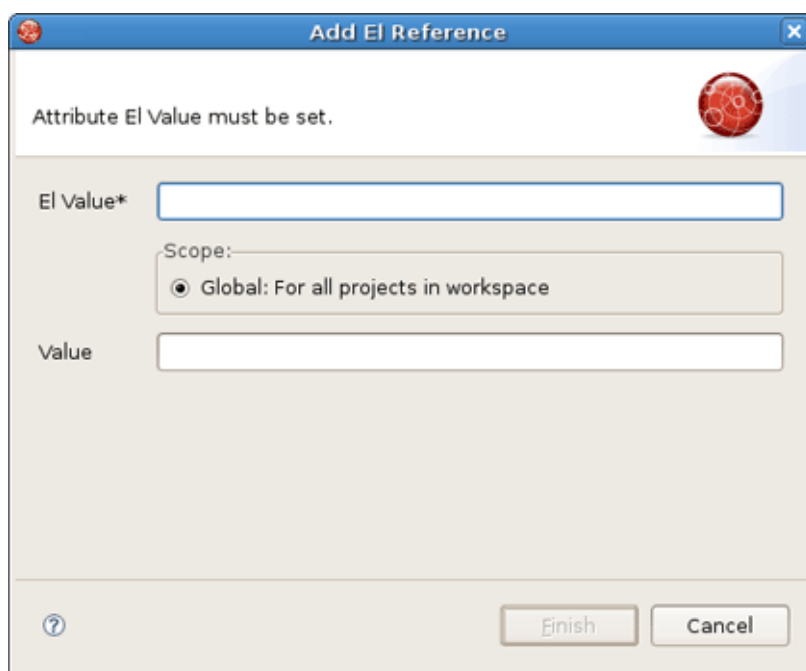 Add El Reference
Attribute El Value must be set.
El Value*
Scope:
Global: For all projects in workspace
Value
Finish
Cancel